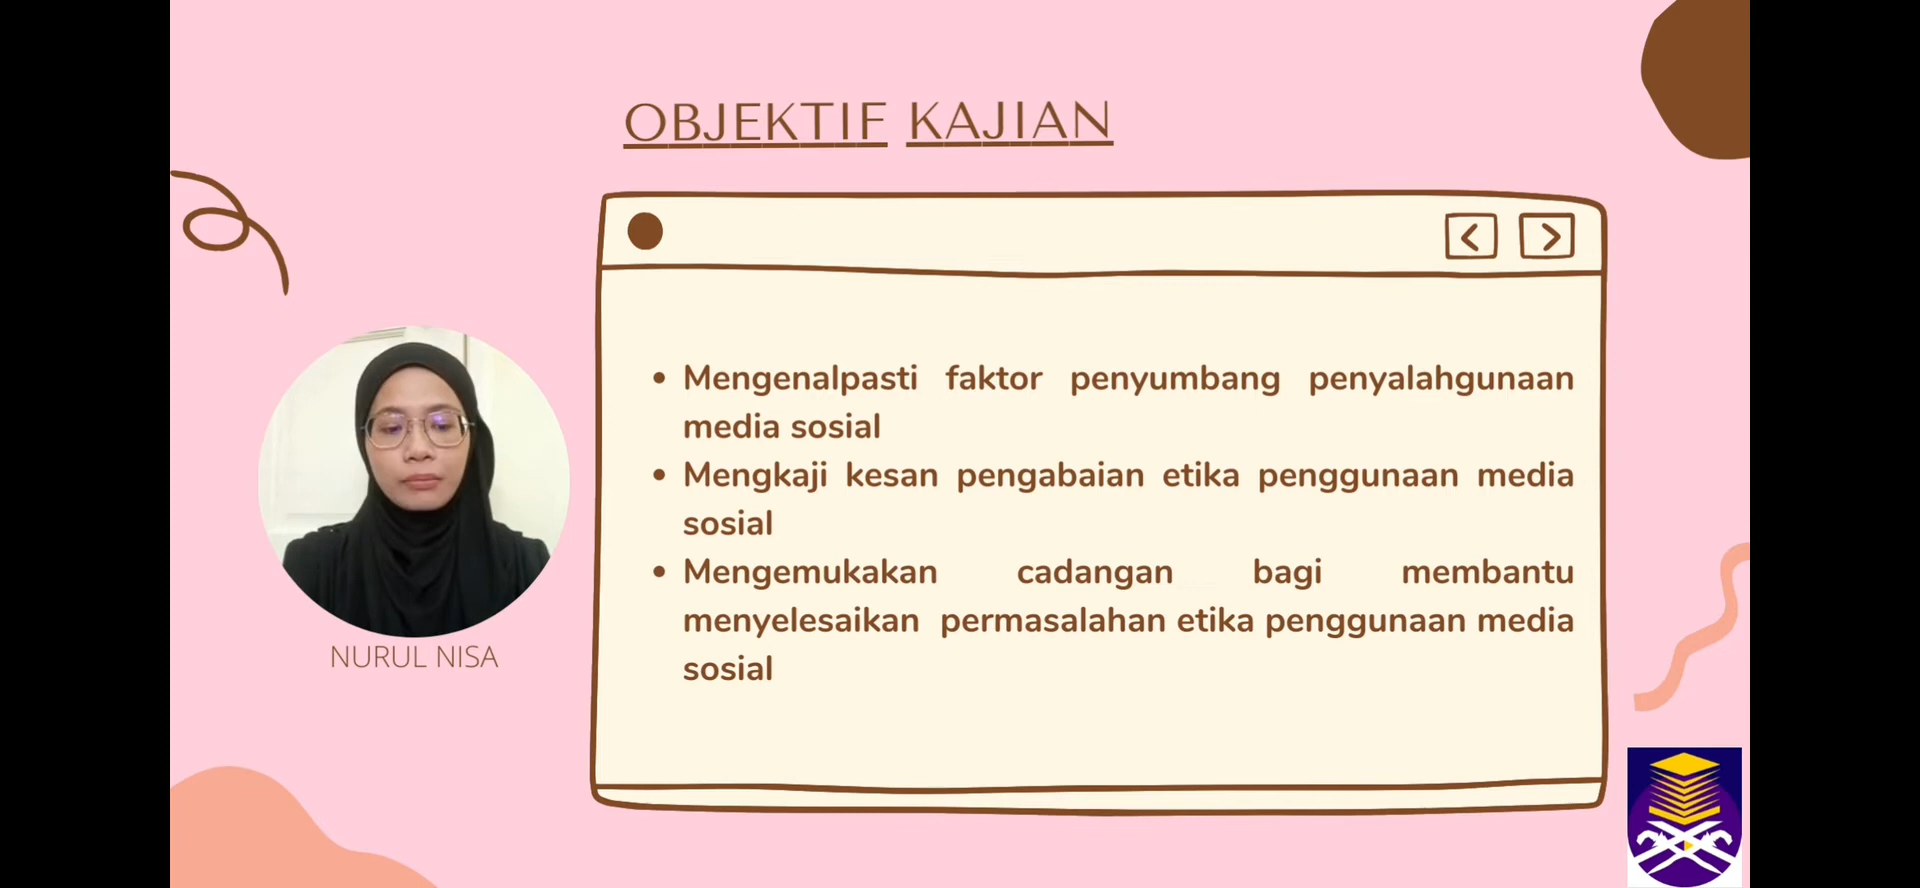 OBJEKTIF KAJIAN
• Mengenalpasti faktor penyumbang penyalahgunaan
media sosial
• Mengkaji kesan pengabaian etika penggunaan media
sosial
• Mengemukakan cadangan bagi membantu
menyelesaikan permasalahan etika penggunaan media
sosial
NURUL NISA